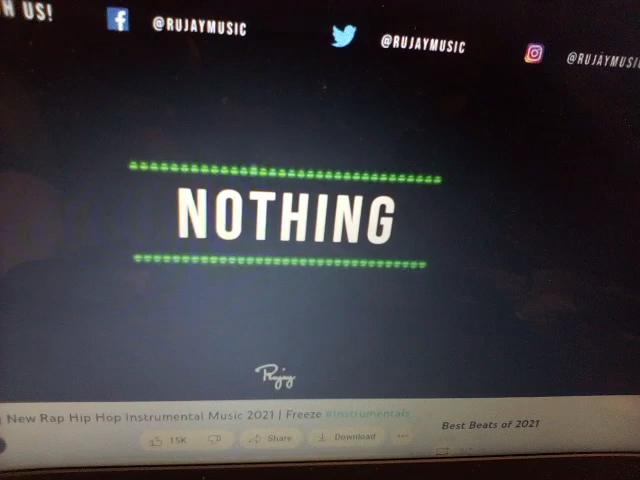 H US! @RUJAYMUSIC @RUJAYMUSIC @RUJAYMUSIC
NOTHING
Rujay
New Rap Hip Hop Instrumental Music 2021 | Freeze #Instrumentals
15K Share Download ...
Best Beats of 2021